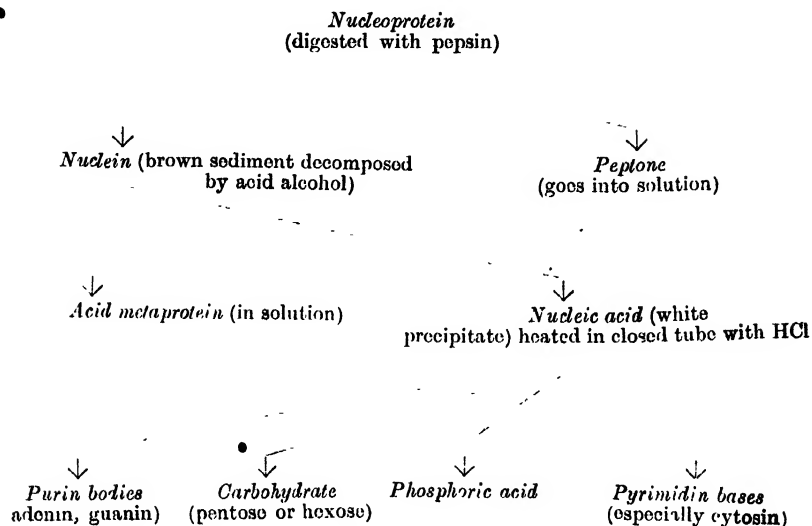 Nucleoprotein
(digested with pepsin)
Nuclein (brown sediment decomposed
by acid alcohol)
Peptone
(goes into solution)
Acid metaprotein (in solution)
Nucleic acid (white
precipitate) heated in closed tube with HCl
Purin bodies
adenin, guanin)
Carbohydrate
(pentose or hexose)
Phosphoric acid
Pyrimidin bases
(especially cytosin)